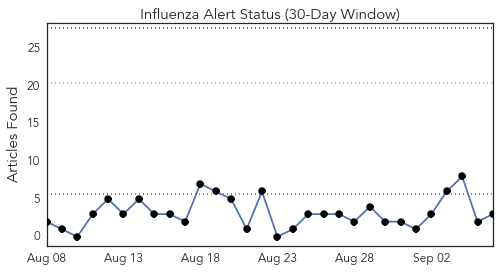 Influenza Alert Status (30-Day Window)
Articles Found
25
20
15
10
5
0
Aug 08 Aug 13 Aug 18 Aug 23 Aug 28 Sep 02